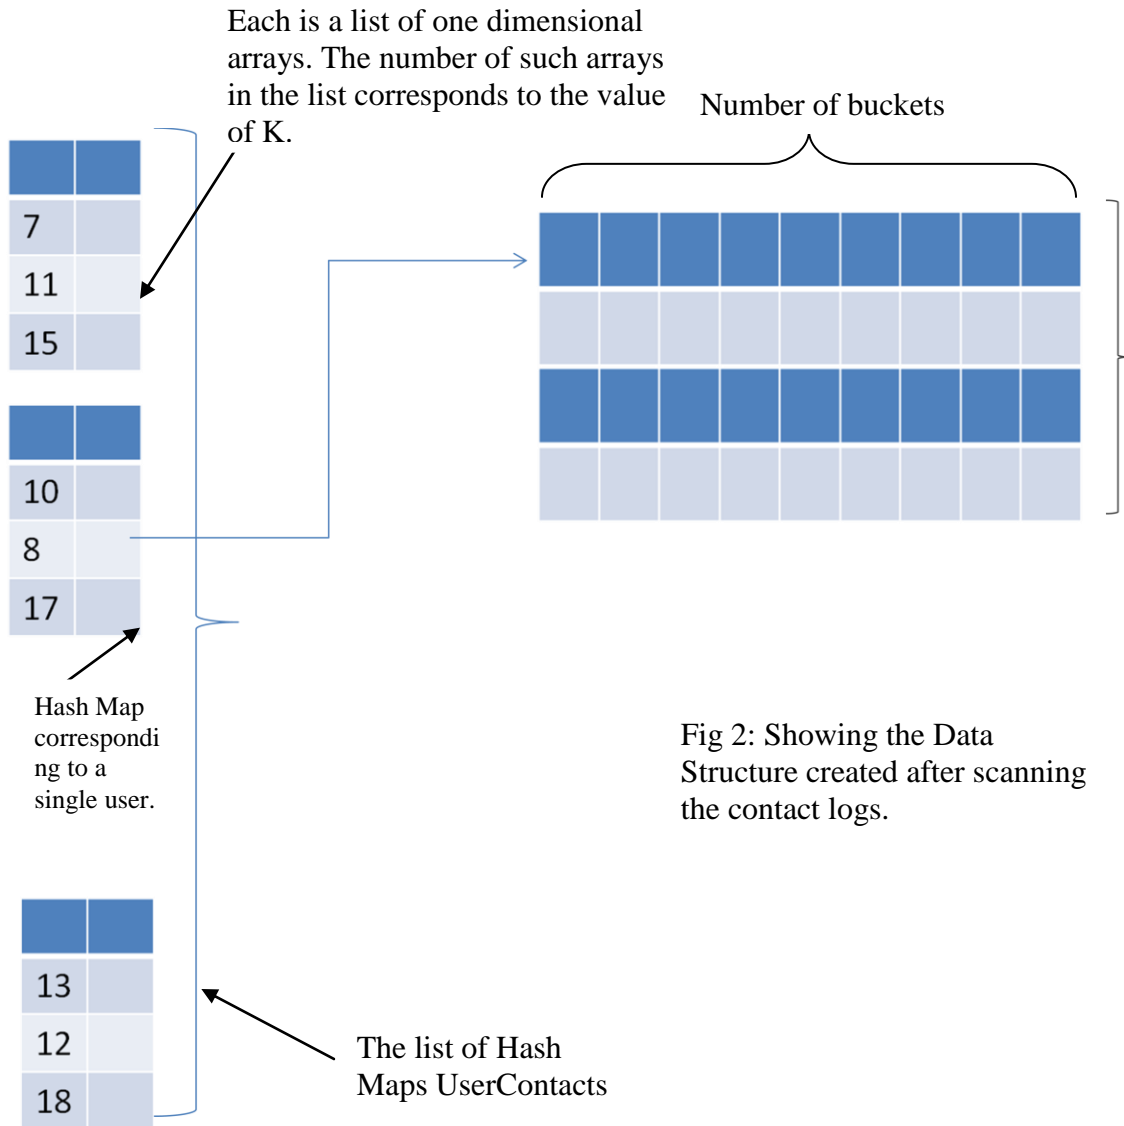 Each is a list of one dimensional
arrays. The number of such arrays
in the list corresponds to the value
of K.
Number of buckets
7
11
15
10
8
17
Hash Map
correspondi
ng to a
single user.
Fig 2: Showing the Data
Structure created after scanning
the contact logs.
13
12
18
The list of Hash
Maps UserContacts